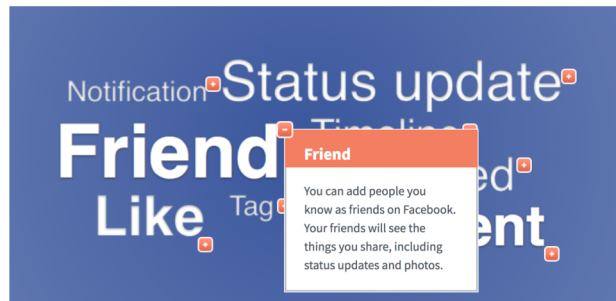 Notification Status update
Friend
Like Tag
Friend
You can add people you
know as friends on Facebook.
Your friends will see the
things you share, including
status updates and photos.